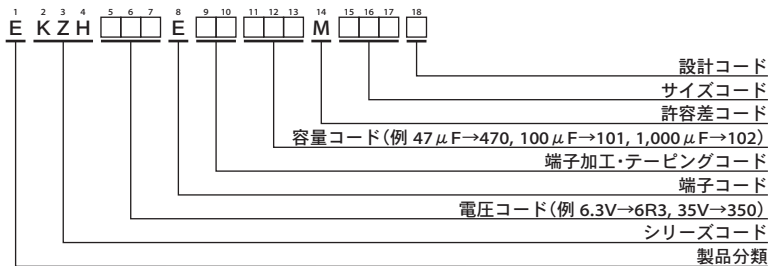 1 2 3 4 5 6 7 8 9 10 11 12 13 14 15 16 17 18
E KZH □□□ E □□ □□□ M □□□ □
設計コード
サイズコード
許容差コード
容量コード(例 47μF→470, 100μF→101, 1,000μF→102)
端子加工・テーピングコード
端子コード
電圧コード(例 6.3V→6R3, 35V→350)
シリーズコード
製品分類